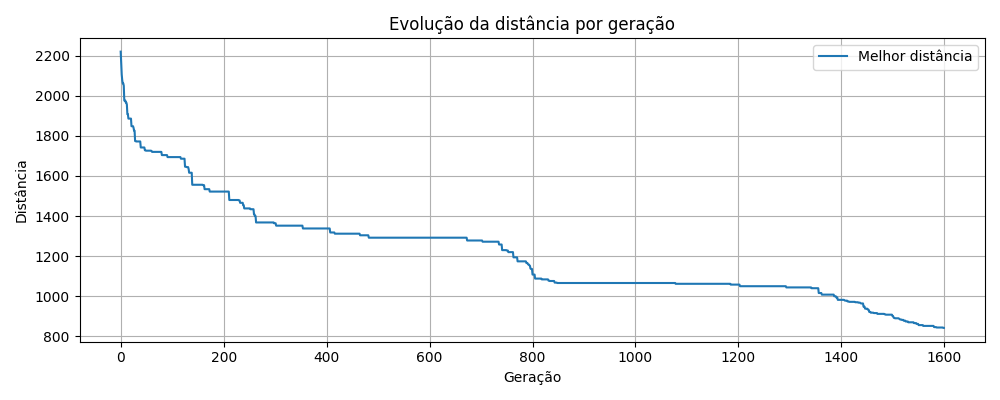 Evolução da distância por geração
Melhor distância
Distância
2200
2000
1800
1600
1400
1200
1000
800
0 200 400 600 800 1000 1200 1400 1600
Geração